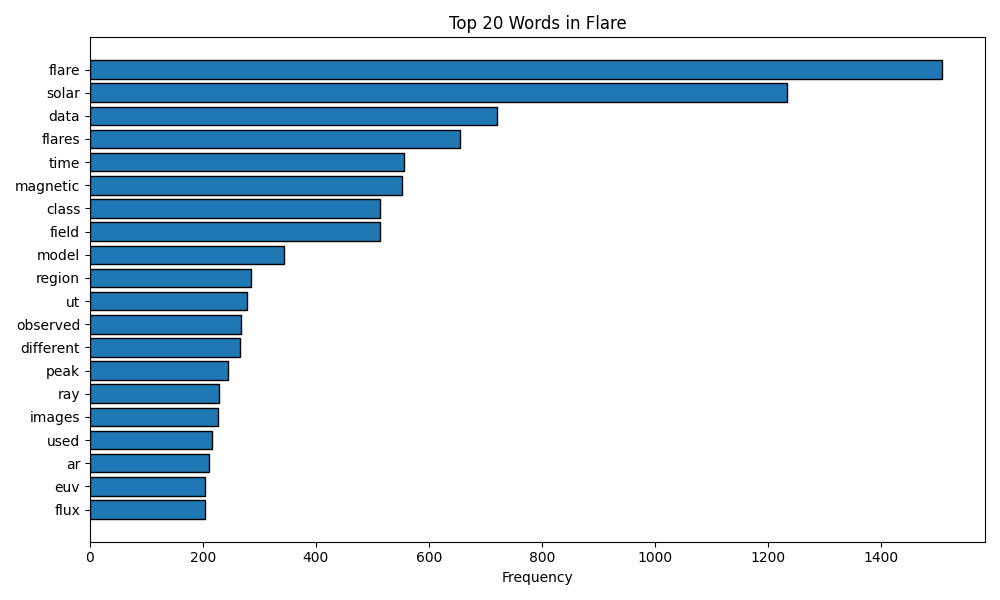 Top 20 Words in Flare
flare
solar
data
flares
time
magnetic
class
field
model
region
ut
observed
different
peak
ray
images
used
ar
euv
flux
0 200 400 600 800 1000 1200 1400
Frequency